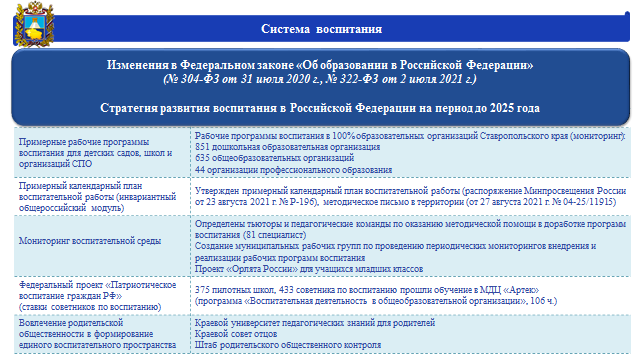 Система воспитания
Изменения в Федеральном законе «Об образовании в Российской Федерации»
(№ 304-ФЗ от 31 июля 2020 г., № 322-ФЗ от 2 июля 2021 г.)
Стратегия развития воспитания в Российской Федерации на период до 2025 года
Примерные рабочие программы
воспитания для детских садов, школ и
организаций СПО
Рабочие программы воспитания в 100% образовательных организаций Ставропольского края (мониторинг):
851 дошкольная образовательная организация
635 общеобразовательных организаций
44 организации профессионального образования
Примерный календарный план
воспитательной работы (инвариантный
общероссийский модуль)
Утвержден примерный календарный план воспитательной работы (распоряжение Минпросвещения России
от 23 августа 2021 г. № Р-196), методическое письмо в территории (от 27 августа 2021 г. № 04-25/11915)
Мониторинг воспитательной среды
Определены тьюторы и педагогические команды по оказанию методической помощи в доработке программ
воспитания (81 специалист)
Создание муниципальных рабочих групп по проведению периодических мониторингов внедрения и
реализации рабочих программ воспитания
Проект «Орлята России» для учащихся младших классов
Федеральный проект «Патриотическое
воспитание граждан РФ»
(ставки советников по воспитанию)
375 пилотных школ, 433 советника по воспитанию прошли обучение в МДЦ «Артек»
(программа «Воспитательная деятельность в общеобразовательной организации», 106 ч.)
Вовлечение родительской
общественности в формирование
единого воспитательного пространства
Краевой университет педагогических знаний для родителей
Краевой совет отцов
Штаб родительского общественного контроля